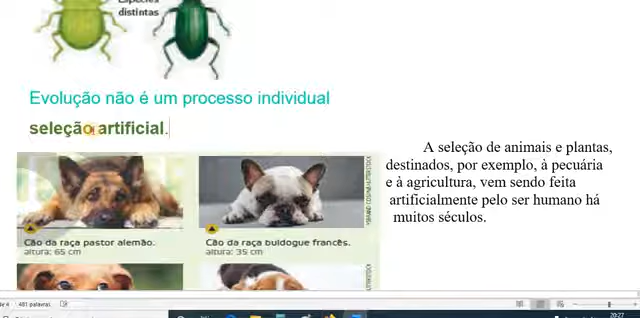 Espécies
distintas
Evolução não é um processo individual
seleção artificial.
A seleção de animais e plantas,
destinados, por exemplo, à pecuária
e à agricultura, vem sendo feita
artificialmente pelo ser humano há
muitos séculos.
Cão da raça pastor alemão.
altura: 65 cm
Cão da raça buldogue francês.
altura: 35 cm
de 4 481 palavras
20:27